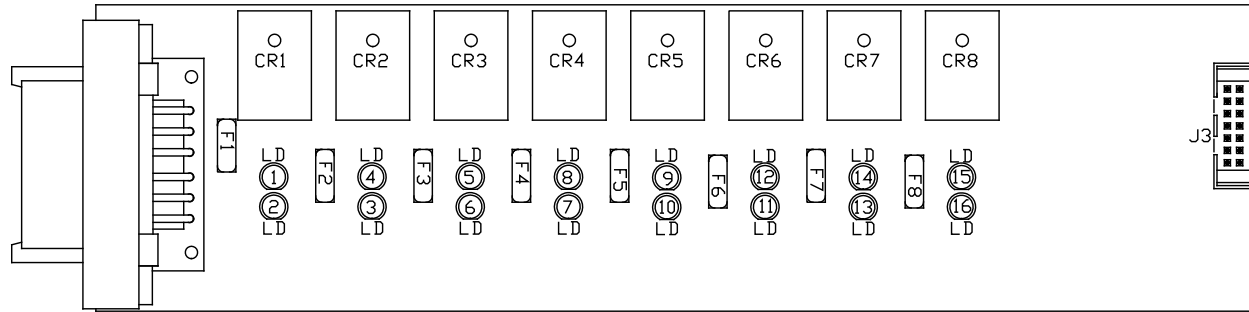 CR1 CR2 CR3 CR4 CR5 CR6 CR7 CR8
J3
F1 F2 F3 F4 F5 F6 F7 F8
LD LD LD LD LD LD LD LD
1 4 5 8 9 12 14 15
2 3 6 7 10 11 13 16
LD LD LD LD LD LD LD LD